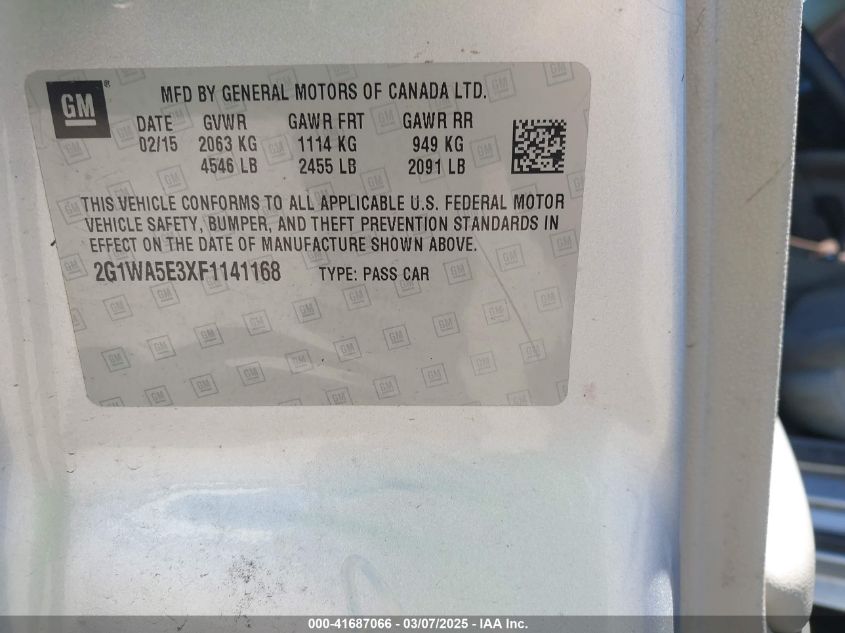 GM ® MFD BY GENERAL MOTORS OF CANADA LTD.
DATE GVWR GAWR FRT GAWR RR
02/15 2063 KG 1114 KG 949 KG
4546 LB 2455 LB 2091 LB
THIS VEHICLE CONFORMS TO ALL APPLICABLE U.S. FEDERAL MOTOR
VEHICLE SAFETY, BUMPER, AND THEFT PREVENTION STANDARDS IN
EFFECT ON THE DATE OF MANUFACTURE SHOWN ABOVE.
2G1WA5E3XF1141168 TYPE: PASS CAR
000-41687066 - 03/07/2025 - IAA Inc.